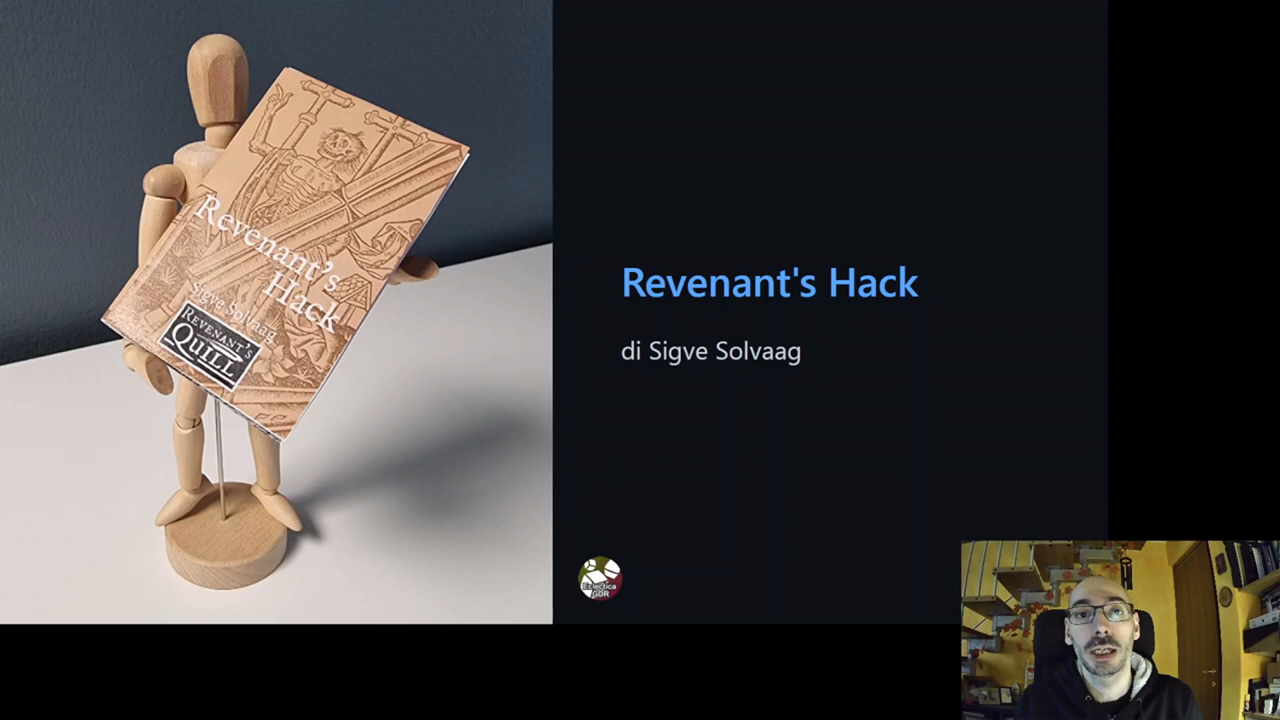 Revenant's
Hack
Sigve Solvaag
REVENANT'S
QUILL
Revenant's Hack
di Sigve Solvaag
Eclectica
GDR